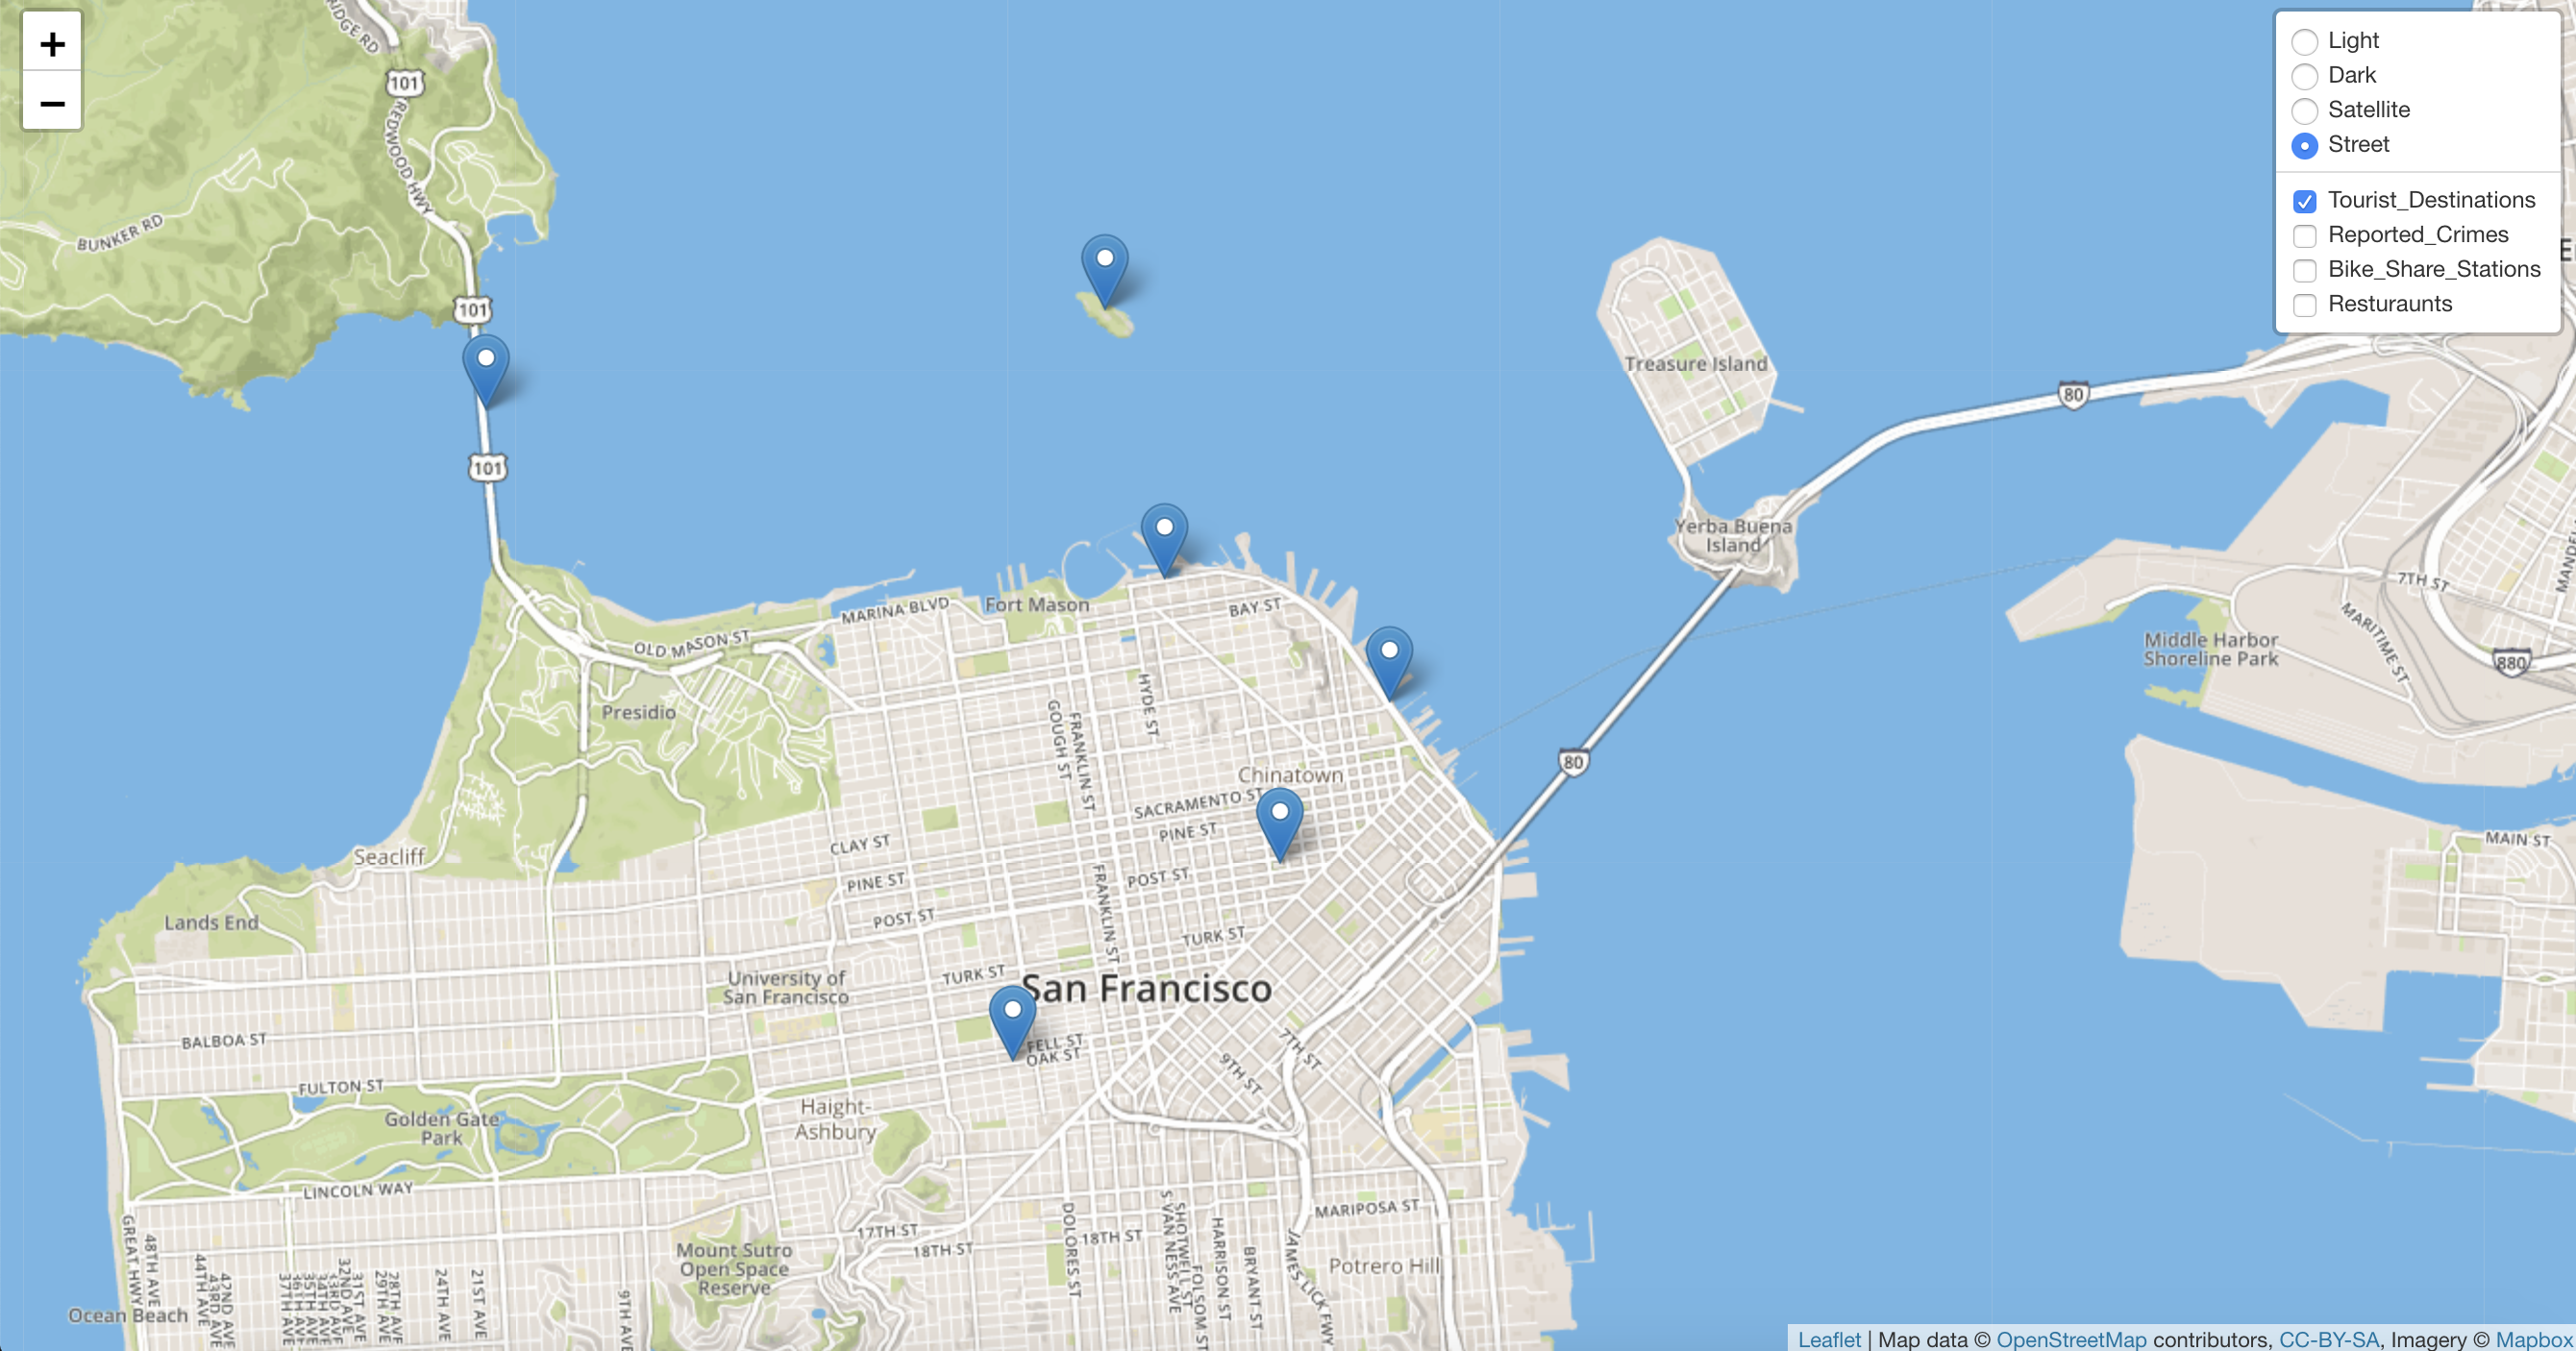 +
−
Light
Dark
Satellite
Street
Tourist_Destinations
Reported_Crimes
Bike_Share_Stations
Resturaunts
RIDGE RD
101
REDWOOD HWY
BUNKER RD
101
101
Treasure Island
80
Yerba Buena
Island
7TH ST
MARITIME ST
Middle Harbor
Shoreline Park
880
MARINA BLVD
Fort Mason
BAY ST
OLD MASON ST
Presidio
HYDE ST
GOUGH ST
FRANKLIN ST
80
Chinatown
SACRAMENTO ST
PINE ST
CLAY ST
Seacliff
MAIN ST
PINE ST
POST ST
FRANKLIN ST
POST ST
Lands End
TURK ST
University of
San Francisco
TURK ST
San Francisco
BALBOA ST
FELL ST
OAK ST
7TH ST
9TH ST
FULTON ST
Golden Gate
Park
Haight-
Ashbury
LINCOLN WAY
MARIPOSA ST
17TH ST
18TH ST
18TH ST
DOLORES ST
S VAN NESS AVE
SHOTWELL ST
FOLSOM ST
HARRISON ST
BRYANT ST
JAMES LICK FWY
Potrero Hill
Mount Sutro
Open Space
Reserve
GREAT HWY
48TH AVE
44TH AVE
43RD AVE
42ND AVE
37TH AVE
36TH AVE
35TH AVE
34TH AVE
33RD AVE
32ND AVE
31ST AVE
29TH AVE
28TH AVE
24TH AVE
21ST AVE
9TH AVE
Ocean Beach
Leaflet | Map data © OpenStreetMap contributors, CC-BY-SA, Imagery © Mapbox